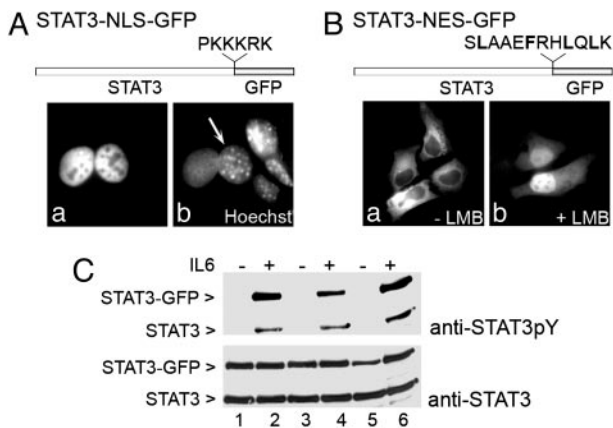 A STAT3-NLS-GFP
PKKKRK
STAT3 GFP
a
b Hoechst
B STAT3-NES-GFP
SLAAEFRHLQLK
STAT3 GFP
a - LMB
b + LMB
C
IL6 - + - + - +
STAT3-GFP >
STAT3 >
anti-STAT3pY
STAT3-GFP >
STAT3 >
anti-STAT3
1 2 3 4 5 6